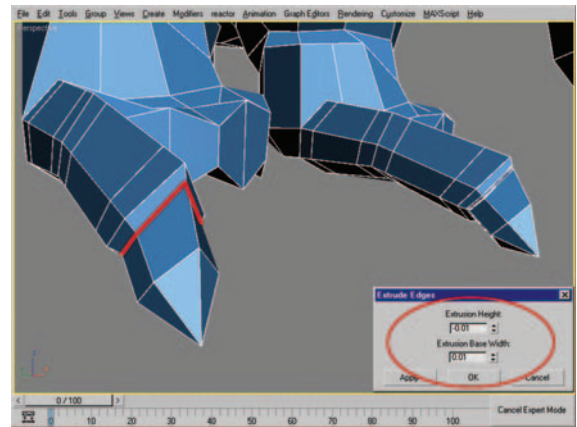 File Edit Tools Group Views Create Modifiers reactor Animation Graph Editors Rendering Customize MAXScript Help
Perspective
Extrude Edges
Extrusion Height:
-0.01
Extrusion Base Width:
0.01
Apply OK Cancel
< 0 / 100 >
0 10 20 30 40 50 60 70 80 90 100
Cancel Expert Mode